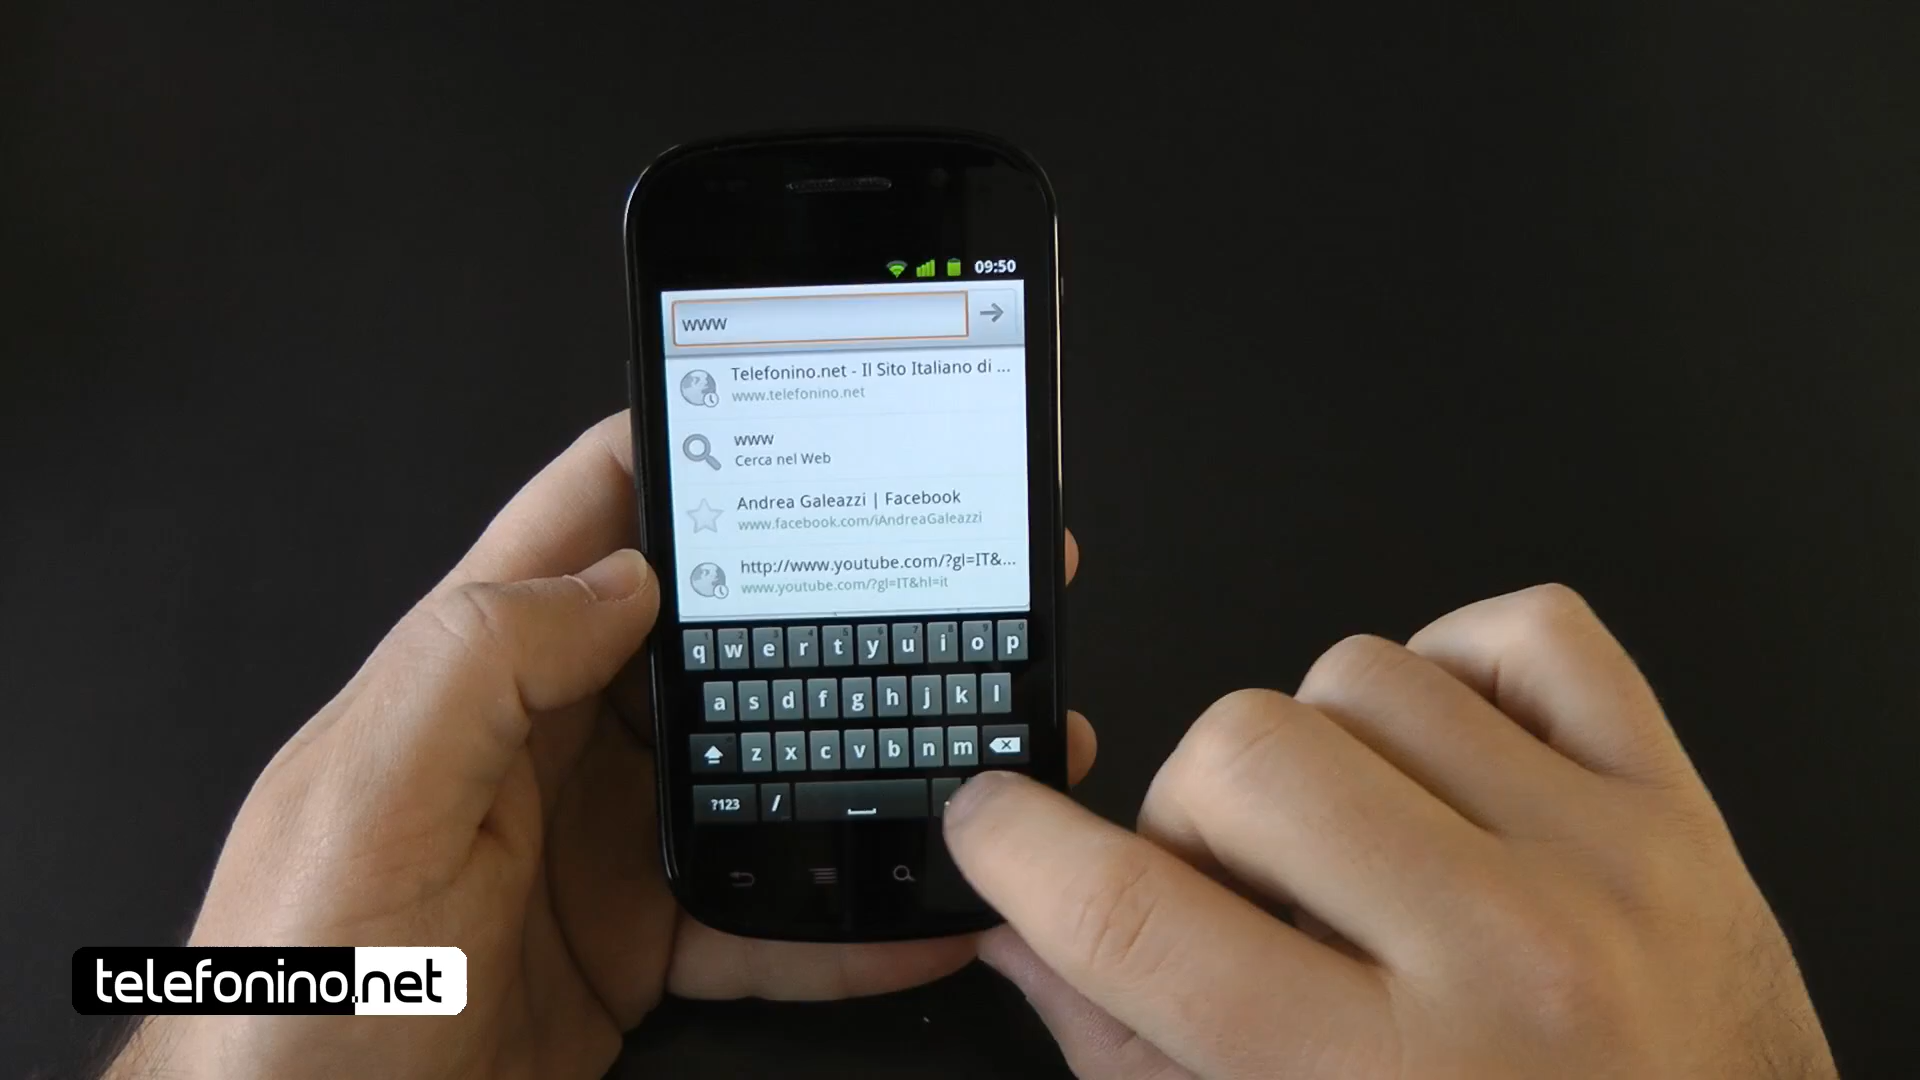 09:50
www
Telefonino.net - Il Sito Italiano di ...
www.telefonino.net
www
Cerca nel Web
Andrea Galeazzi | Facebook
www.facebook.com/iAndreaGaleazzi
http://www.youtube.com/?gl=IT&...
www.youtube.com/?gl=IT&hl=it
q w e r t y u i o p
a s d f g h j k l
z x c v b n m
?123 /
telefonino.net